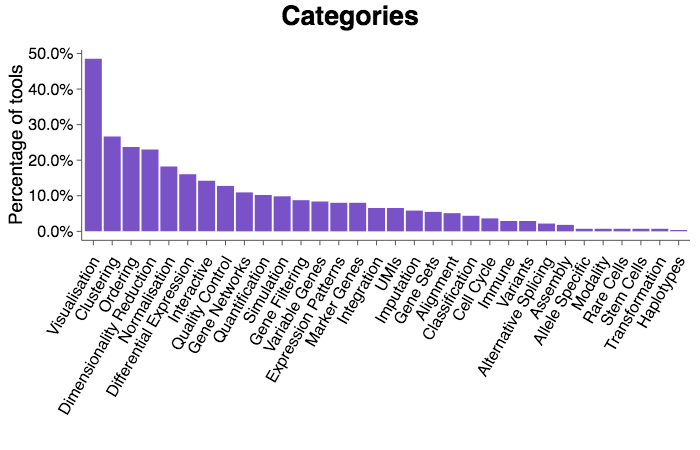 Categories
Percentage of tools
50.0%
40.0%
30.0%
20.0%
10.0%
0.0%
Visualisation
Clustering
Ordering
Dimensionality Reduction
Normalisation
Differential Expression
Interactive
Quality Control
Gene Networks
Quantification
Simulation
Gene Filtering
Variable Genes
Expression Patterns
Marker Genes
Integration
UMIs
Imputation
Gene Sets
Alignment
Classification
Cell Cycle
Immune
Variants
Alternative Splicing
Assembly
Allele Specific
Modality
Rare Cells
Stem Cells
Transformation
Haplotypes